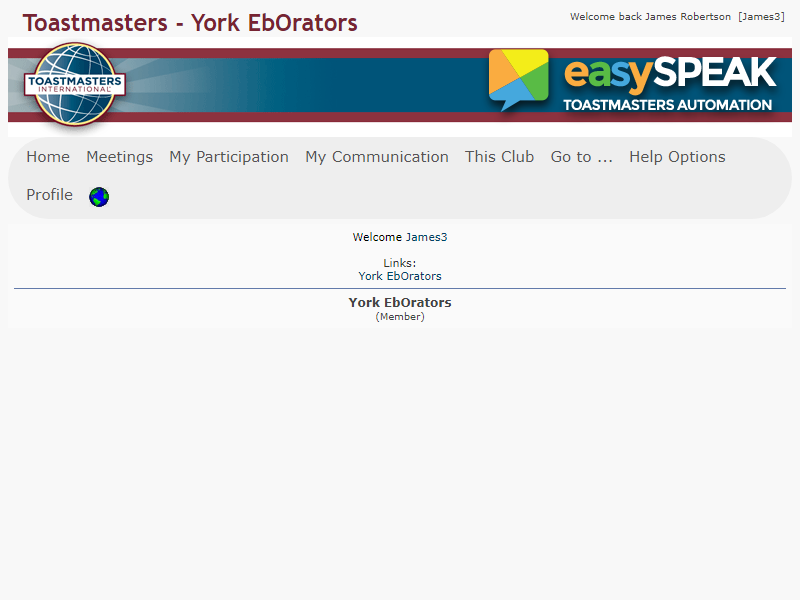 Toastmasters - York EbOrators
Welcome back James Robertson [James3]
TOASTMASTERS
INTERNATIONAL
easySPEAK
TOASTMASTERS AUTOMATION
Home Meetings My Participation My Communication This Club Go to ... Help Options
Profile
Welcome James3
Links:
York EbOrators
York EbOrators
(Member)